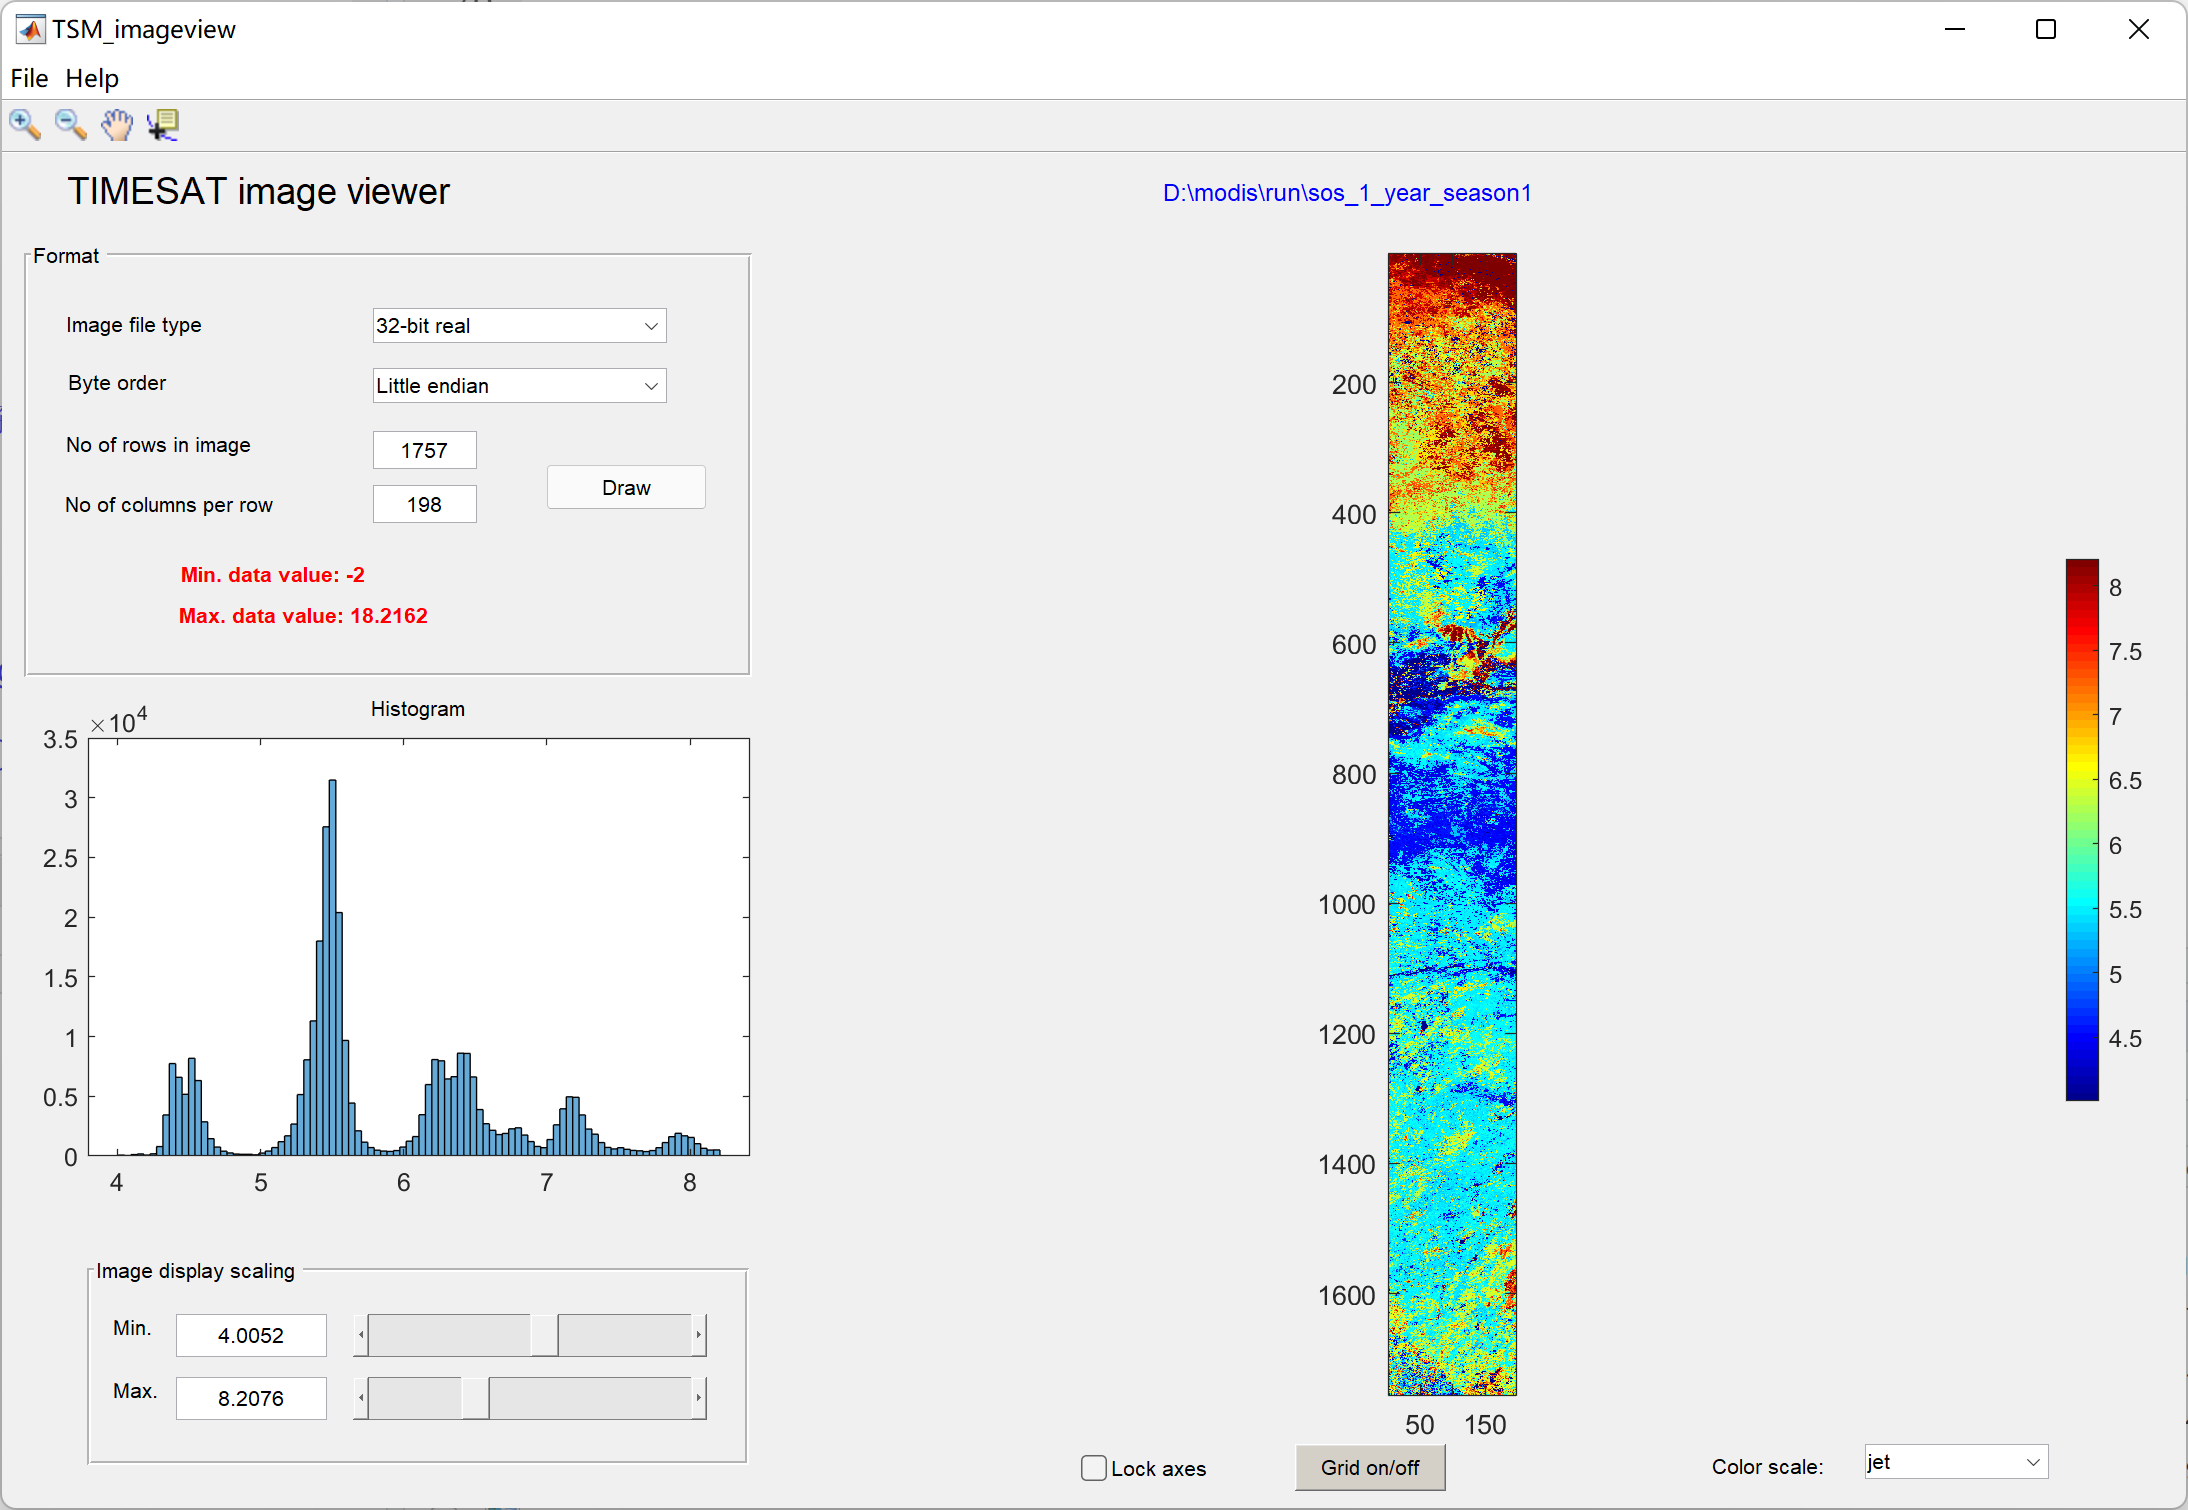 TSM_imageview
File Help
TIMESAT image viewer
D:\modis\run\sos_1_year_season1
Format
Image file type
32-bit real
Byte order
Little endian
No of rows in image
1757
No of columns per row
198
Draw
Min. data value: -2
Max. data value: 18.2162
Histogram
×10^4
3.5
3
2.5
2
1.5
1
0.5
0
4 5 6 7 8
Image display scaling
Min.
4.0052
Max.
8.2076
200
400
600
800
1000
1200
1400
1600
50 150
8
7.5
7
6.5
6
5.5
5
4.5
Lock axes
Grid on/off
Color scale:
jet